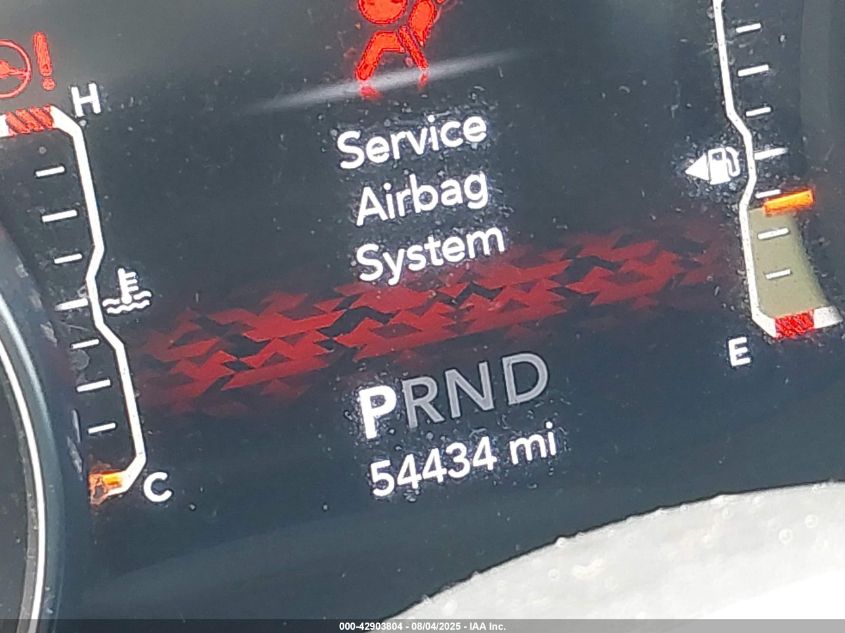 H
Service
Airbag
System
E
PRND
54434 mi
C
000-42903804 - 08/04/2025 - IAA Inc.